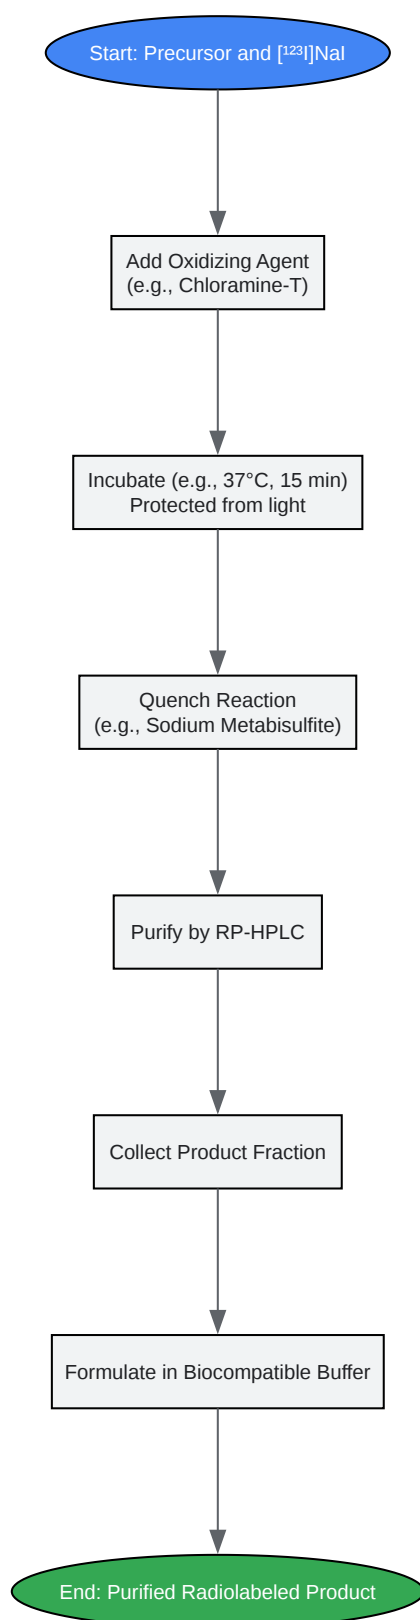 Start: Precursor and [¹²³I]NaI
Add Oxidizing Agent
(e.g., Chloramine-T)
Incubate (e.g., 37°C, 15 min)
Protected from light
Quench Reaction
(e.g., Sodium Metabisulfite)
Purify by RP-HPLC
Collect Product Fraction
Formulate in Biocompatible Buffer
End: Purified Radiolabeled Product